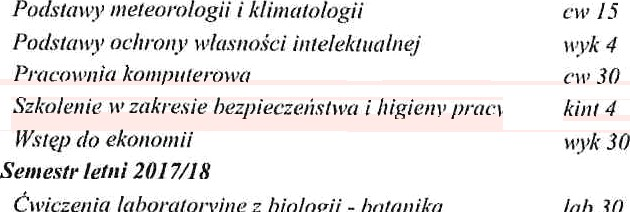 Podstawy meteorologii i klimatologii cw 15
Podstawy ochrony własności intelektualnej wyk 4
Pracownia komputerowa cw 30
Szkolenie w zakresie bezpieczeństwa i higieny pracy kint 4
Wstęp do ekonomii wyk 30
Semestr letni 2017/18
Ćwiczenia laboratoryjne z biologii - botanika lab 30